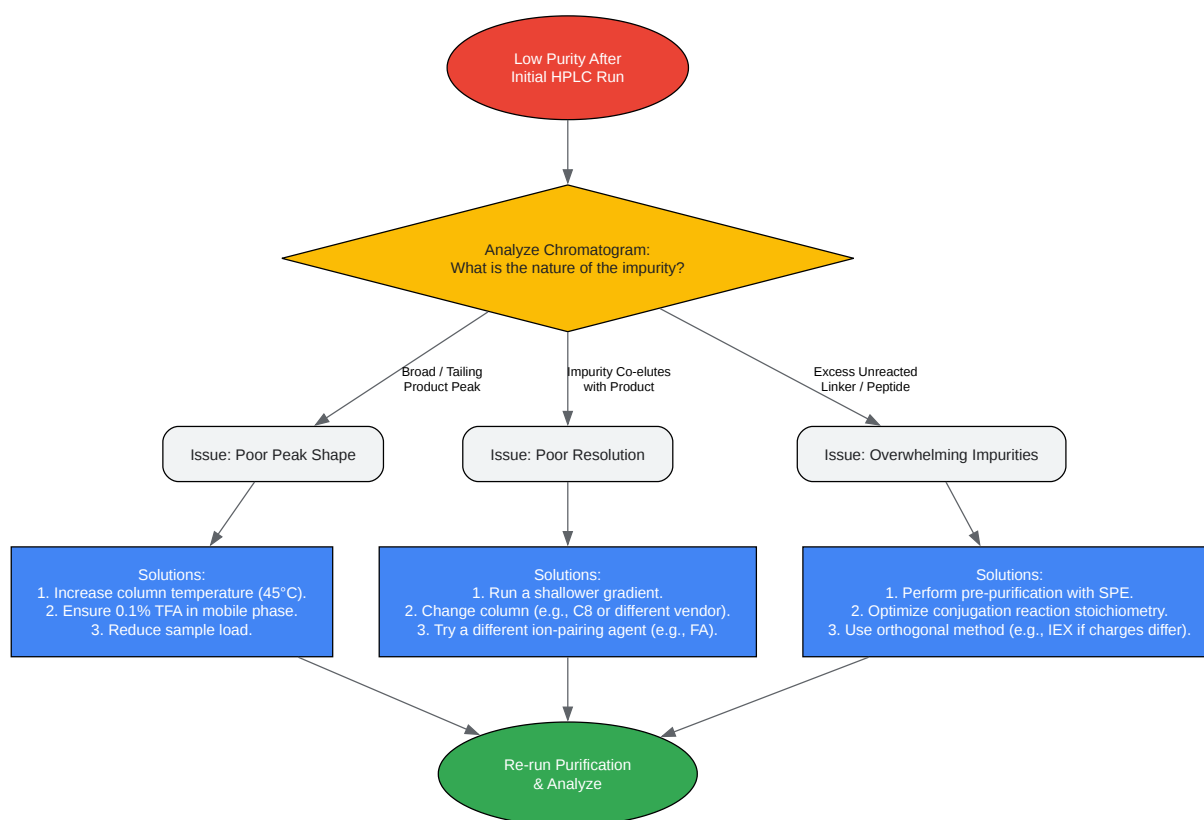 Low Purity After
Initial HPLC Run
Analyze Chromatogram:
What is the nature of the impurity?
Broad / Tailing
Product Peak
Impurity Co-elutes
with Product
Excess Unreacted
Linker / Peptide
Issue: Poor Peak Shape
Issue: Poor Resolution
Issue: Overwhelming Impurities
Solutions:
1. Increase column temperature (45°C).
2. Ensure 0.1% TFA in mobile phase.
3. Reduce sample load.
Solutions:
1. Run a shallower gradient.
2. Change column (e.g., C8 or different vendor).
3. Try a different ion-pairing agent (e.g., FA).
Solutions:
1. Perform pre-purification with SPE.
2. Optimize conjugation reaction stoichiometry.
3. Use orthogonal method (e.g., IEX if charges differ).
Re-run Purification
& Analyze